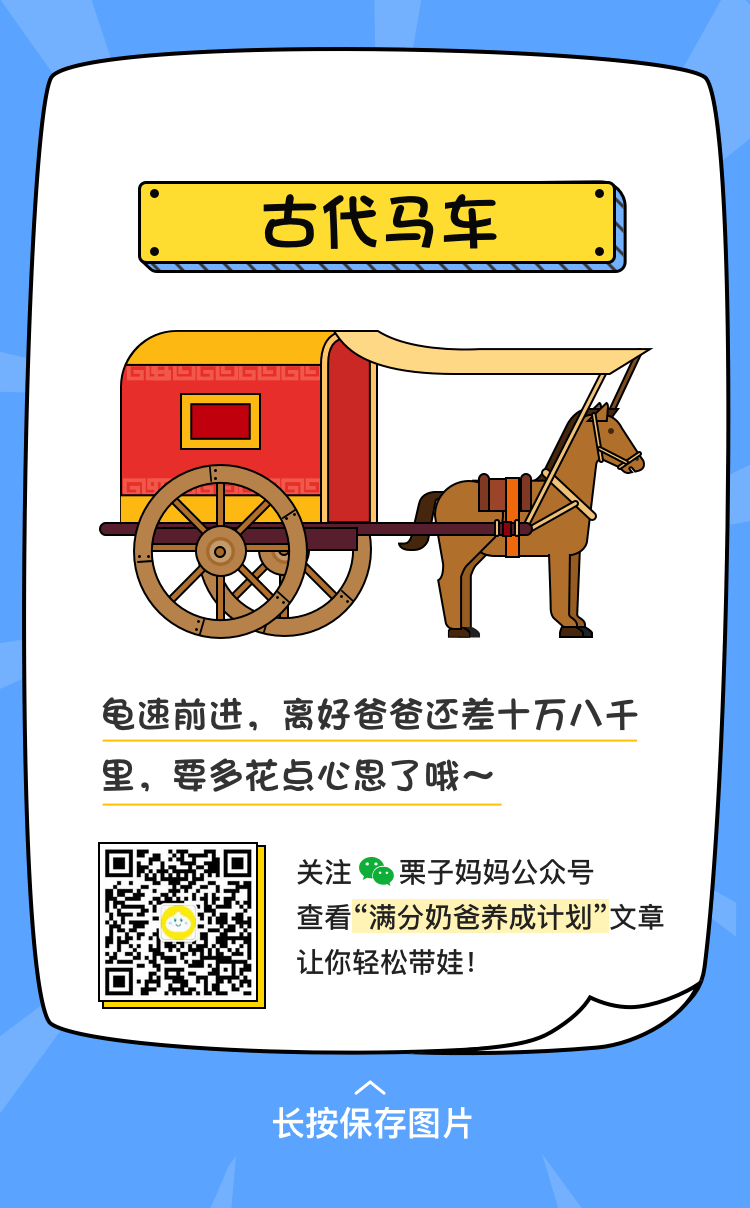 古代马车
龟速前进，离好爸爸还差十万八千
里，要多花点心思了哦～
关注 栗子妈妈公众号
查看“满分奶爸养成计划”文章
让你轻松带娃！
长按保存图片